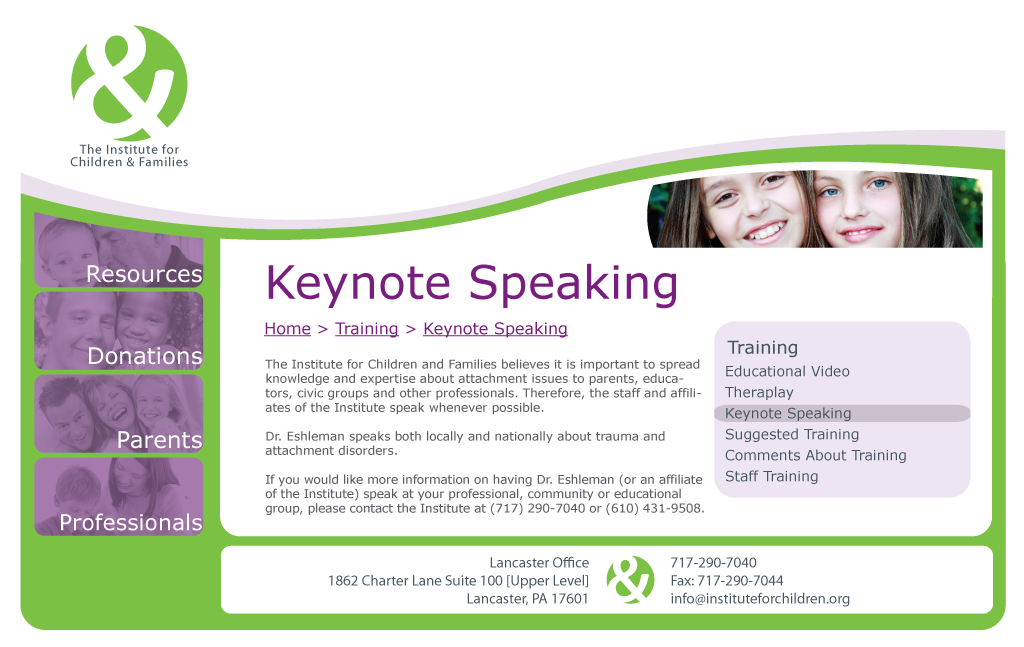 &
The Institute for
Children & Families
Resources
Donations
Parents
Professionals
Keynote Speaking
Home > Training > Keynote Speaking
The Institute for Children and Families believes it is important to spread
knowledge and expertise about attachment issues to parents, educa-
tors, civic groups and other professionals. Therefore, the staff and affili-
ates of the Institute speak whenever possible.
Dr. Eshleman speaks both locally and nationally about trauma and
attachment disorders.
If you would like more information on having Dr. Eshleman (or an affiliate
of the Institute) speak at your professional, community or educational
group, please contact the Institute at (717) 290-7040 or (610) 431-9508.
Training
Educational Video
Theraplay
Keynote Speaking
Suggested Training
Comments About Training
Staff Training
Lancaster Office
1862 Charter Lane Suite 100 [Upper Level]
Lancaster, PA 17601
&
717-290-7040
Fax: 717-290-7044
info@instituteforchildren.org